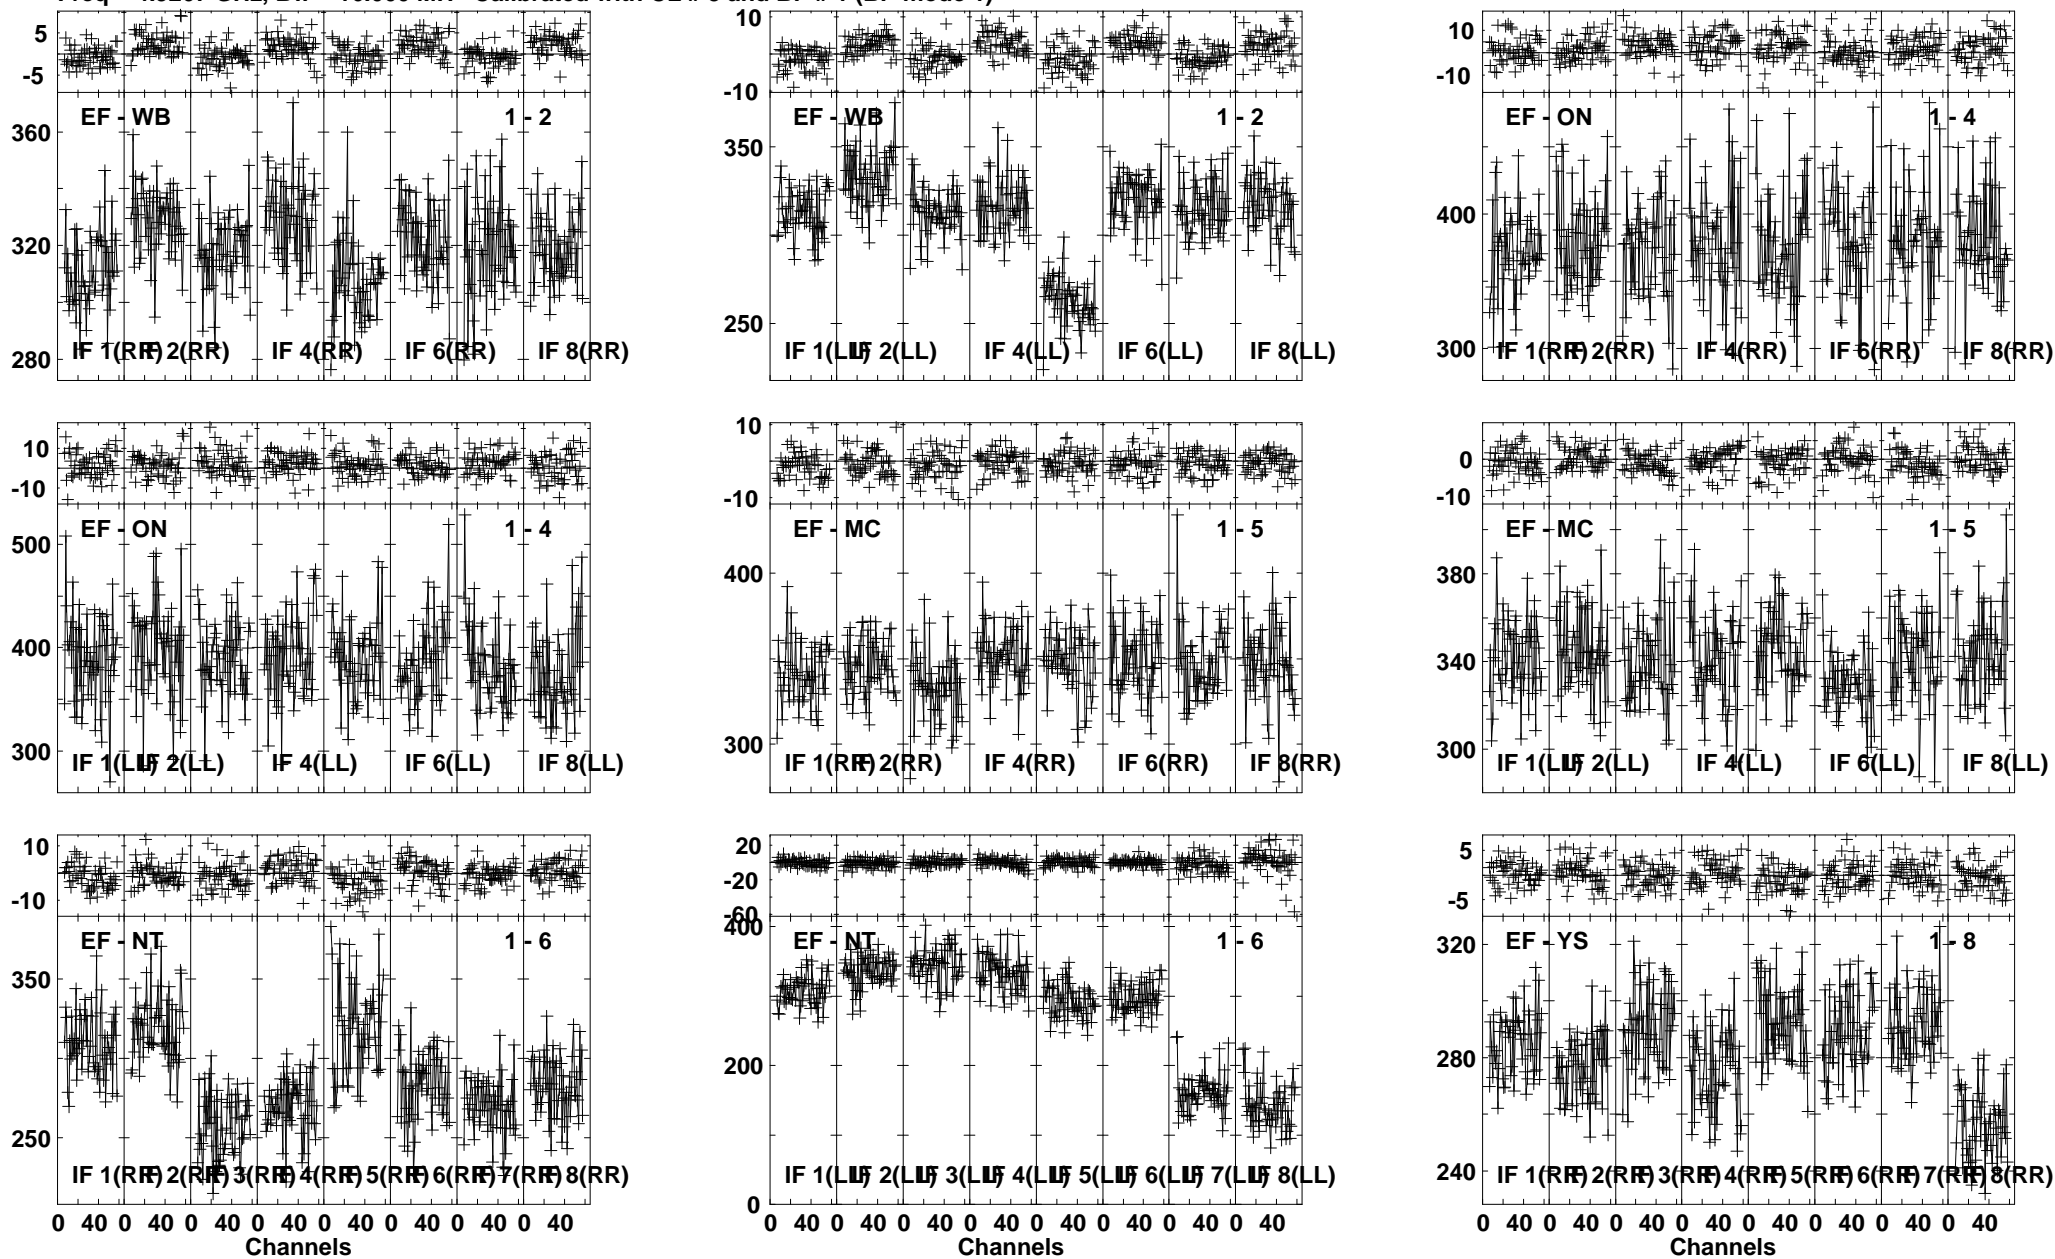 5
-5
EF - WB
1 - 2
360
320
280
IF 1(RR)
IF 2(RR)
IF 4(RR)
IF 6(RR)
IF 8(RR)
10
-10
EF - WB
1 - 2
350
250
IF 1(LL)
IF 2(LL)
IF 4(LL)
IF 6(LL)
IF 8(LL)
10
-10
EF - ON
1 - 4
400
300
IF 1(RR)
IF 2(RR)
IF 4(RR)
IF 6(RR)
IF 8(RR)
10
-10
EF - ON
1 - 4
500
400
300
IF 1(LL)
IF 2(LL)
IF 4(LL)
IF 6(LL)
IF 8(LL)
10
-10
EF - MC
1 - 5
400
300
IF 1(RR)
IF 2(RR)
IF 4(RR)
IF 6(RR)
IF 8(RR)
0
-10
EF - MC
1 - 5
380
340
300
IF 1(LL)
IF 2(LL)
IF 4(LL)
IF 6(LL)
IF 8(LL)
10
-10
EF - NT
1 - 6
350
250
IF 1(RR)
IF 2(RR)
IF 3(RR)
IF 4(RR)
IF 5(RR)
IF 6(RR)
IF 7(RR)
IF 8(RR)
0 40 0 40 0 40 0 40 0 40 0 40 0 40 0 40
Channels
20
-20
-60
EF - NT
1 - 6
400
200
0
IF 1(LL)
IF 2(LL)
IF 3(LL)
IF 4(LL)
IF 5(LL)
IF 6(LL)
IF 7(LL)
IF 8(LL)
0 40 0 40 0 40 0 40 0 40 0 40 0 40 0 40
Channels
5
-5
EF - YS
1 - 8
320
280
240
IF 1(RR)
IF 2(RR)
IF 3(RR)
IF 4(RR)
IF 5(RR)
IF 6(RR)
IF 7(RR)
IF 8(RR)
0 40 0 40 0 40 0 40 0 40 0 40 0 40 0 40
Channels